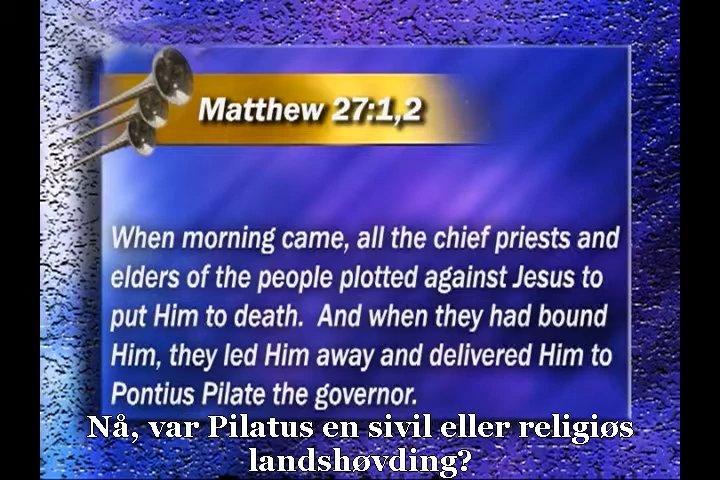 Matthew 27:1,2
When morning came, all the chief priests and
elders of the people plotted against Jesus to
put Him to death.  And when they had bound
Him, they led Him away and delivered Him to
Pontius Pilate the governor.
Nå, var Pilatus en sivil eller religiøs
landshøvding?